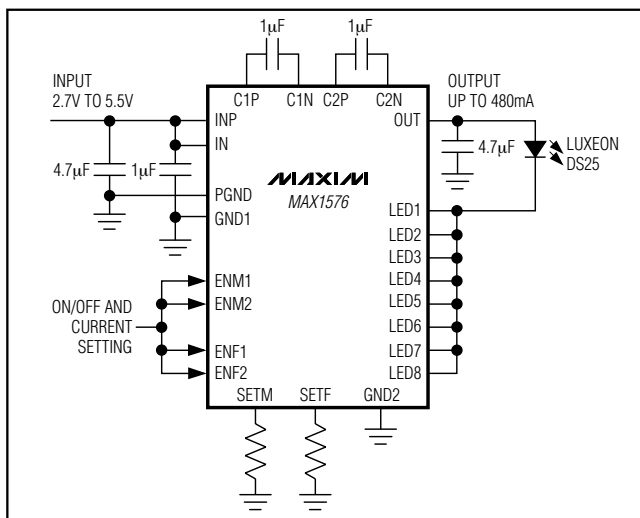 1µF
1µF
INPUT
2.7V TO 5.5V
C1P
C1N
C2P
C2N
OUTPUT
UP TO 480mA
INP
OUT
IN
4.7µF
1µF
4.7µF
LUXEON
DS25
MAXIM
MAX1576
PGND
GND1
LED1
LED2
LED3
LED4
LED5
LED6
LED7
LED8
ENM1
ENM2
ON/OFF AND
CURRENT
SETTING
ENF1
ENF2
SETM
SETF
GND2